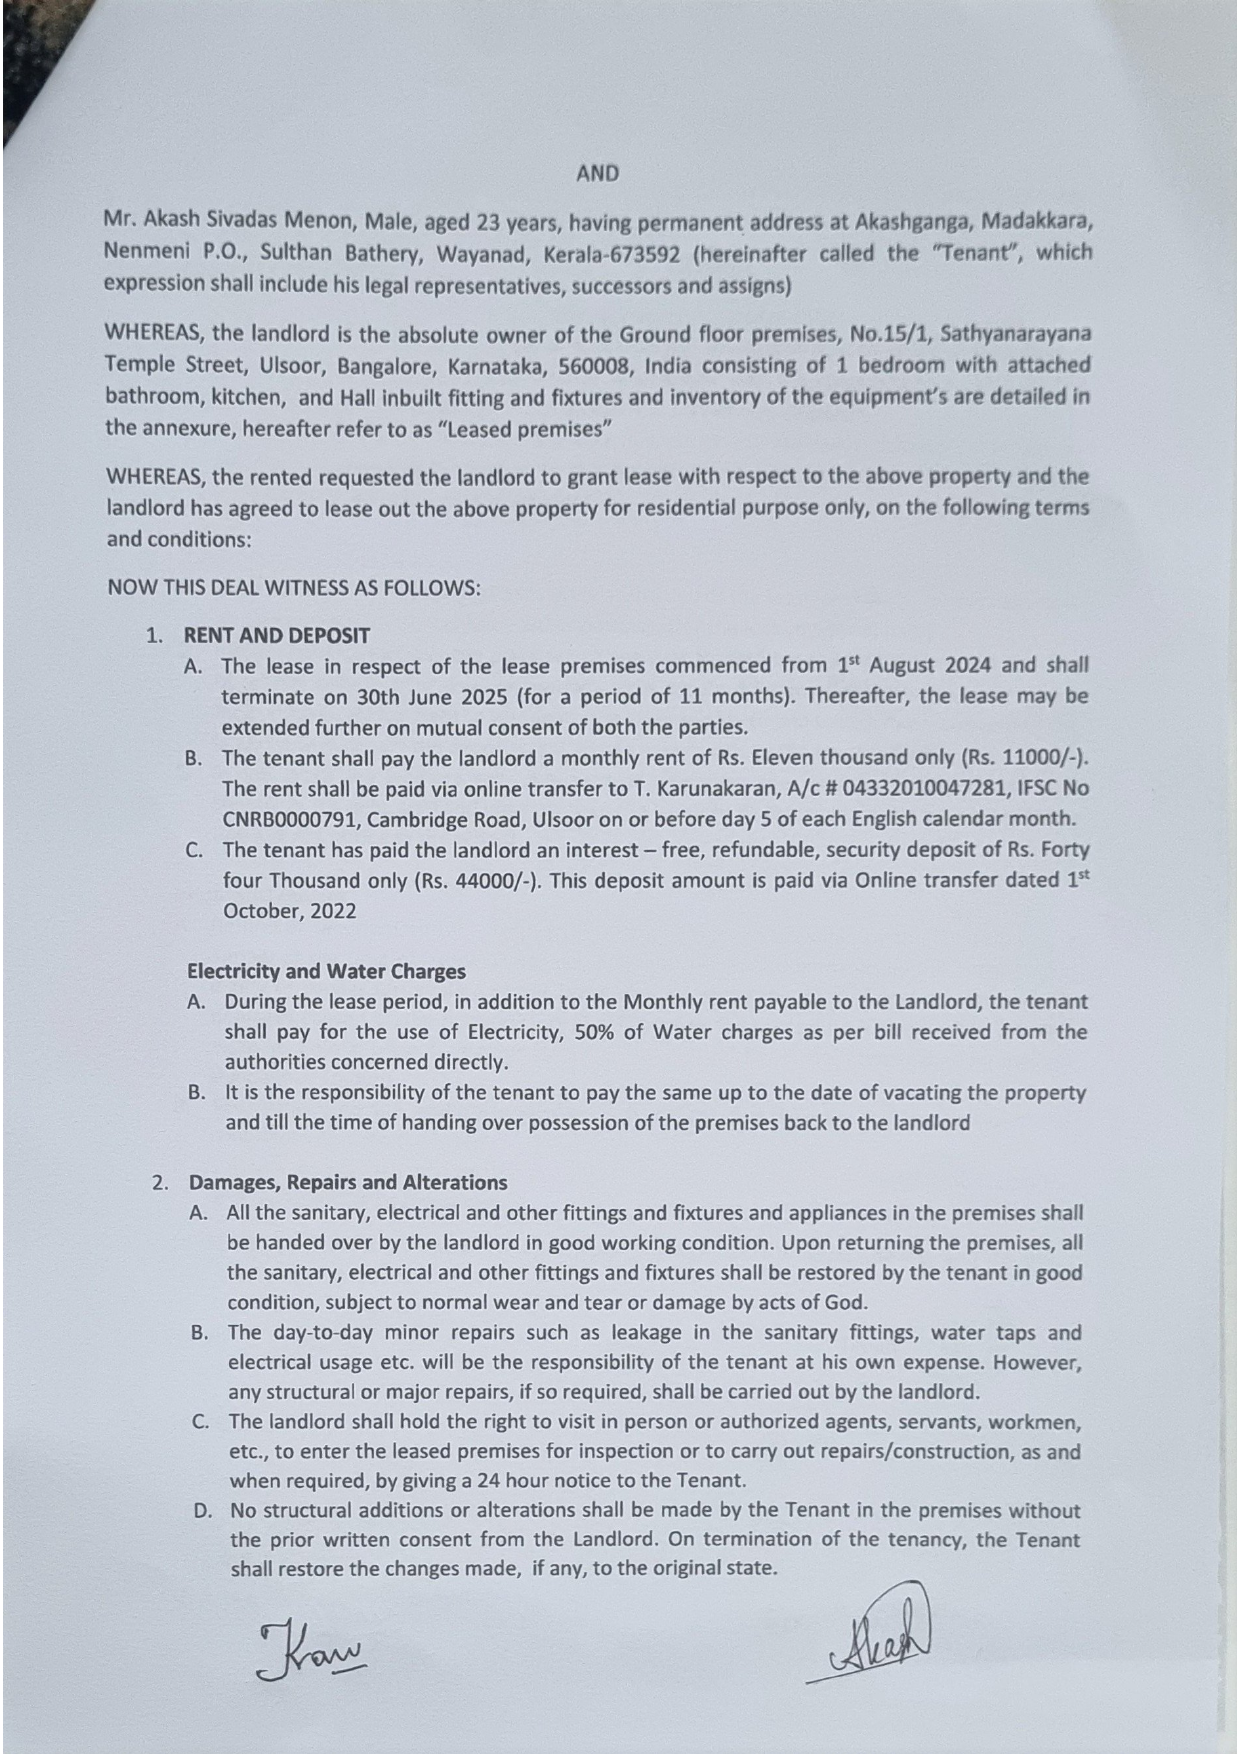 AND
Mr. Akash Sivadas Menon, Male, aged 23 years, having permanent address at Akashganga, Madakkara,
Nenmeni P.O., Sulthan Bathery, Wayanad, Kerala-673592 (hereinafter called the "Tenant", which
expression shall include his legal representatives, successors and assigns)
WHEREAS, the landlord is the absolute owner of the Ground floor premises, No.15/1, Sathyanarayana
Temple Street, Ulsoor, Bangalore, Karnataka, 560008, India consisting of 1 bedroom with attached
bathroom, kitchen, and Hall inbuilt fitting and fixtures and inventory of the equipment's are detailed in
the annexure, hereafter refer to as "Leased premises"
WHEREAS, the rented requested the landlord to grant lease with respect to the above property and the
landlord has agreed to lease out the above property for residential purpose only, on the following terms
and conditions:
NOW THIS DEAL WITNESS AS FOLLOWS:
1. RENT AND DEPOSIT
A. The lease in respect of the lease premises commenced from 1st August 2024 and shall
terminate on 30th June 2025 (for a period of 11 months). Thereafter, the lease may be
extended further on mutual consent of both the parties.
B. The tenant shall pay the landlord a monthly rent of Rs. Eleven thousand only (Rs. 11000/-).
The rent shall be paid via online transfer to T. Karunakaran, A/c # 04332010047281, IFSC No
CNRB0000791, Cambridge Road, Ulsoor on or before day 5 of each English calendar month.
C. The tenant has paid the landlord an interest – free, refundable, security deposit of Rs. Forty
four Thousand only (Rs. 44000/-). This deposit amount is paid via Online transfer dated 1st
October, 2022
Electricity and Water Charges
A. During the lease period, in addition to the Monthly rent payable to the Landlord, the tenant
shall pay for the use of Electricity, 50% of Water charges as per bill received from the
authorities concerned directly.
B. It is the responsibility of the tenant to pay the same up to the date of vacating the property
and till the time of handing over possession of the premises back to the landlord
2. Damages, Repairs and Alterations
A. All the sanitary, electrical and other fittings and fixtures and appliances in the premises shall
be handed over by the landlord in good working condition. Upon returning the premises, all
the sanitary, electrical and other fittings and fixtures shall be restored by the tenant in good
condition, subject to normal wear and tear or damage by acts of God.
B. The day-to-day minor repairs such as leakage in the sanitary fittings, water taps and
electrical usage etc. will be the responsibility of the tenant at his own expense. However,
any structural or major repairs, if so required, shall be carried out by the landlord.
C. The landlord shall hold the right to visit in person or authorized agents, servants, workmen,
etc., to enter the leased premises for inspection or to carry out repairs/construction, as and
when required, by giving a 24 hour notice to the Tenant.
D. No structural additions or alterations shall be made by the Tenant in the premises without
the prior written consent from the Landlord. On termination of the tenancy, the Tenant
shall restore the changes made, if any, to the original state.
Akash